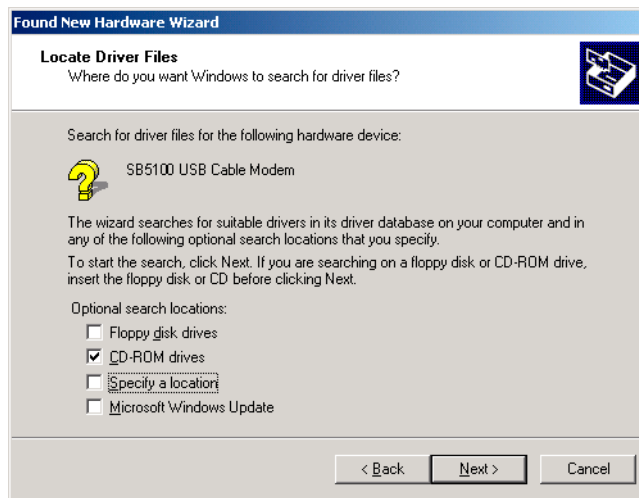 Found New Hardware Wizard
Locate Driver Files
Where do you want Windows to search for driver files?
Search for driver files for the following hardware device:
SB5100 USB Cable Modem
The wizard searches for suitable drivers in its driver database on your computer and in
any of the following optional search locations that you specify.
To start the search, click Next. If you are searching on a floppy disk or CD-ROM drive,
insert the floppy disk or CD before clicking Next.
Optional search locations:
Floppy disk drives
CD-ROM drives
Specify a location
Microsoft Windows Update
< Back Next > Cancel